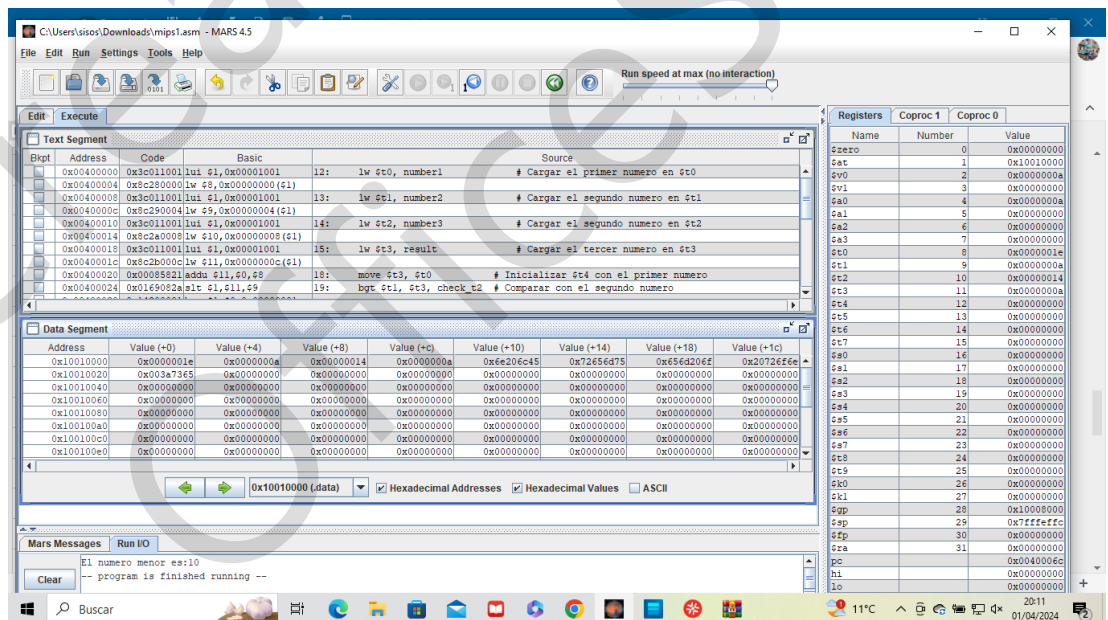 C:\Users\sisos\Downloads\mips1.asm - MARS 4.5
File Edit Run Settings Tools Help
Run speed at max (no interaction)
Edit Execute
Text Segment
Bkpt Address Code Basic Source
0x00400000 0x3c011001 lui $1,0x00001001 12: lw $t0, number1 # Cargar el primer numero en $t0
0x00400004 0x8c280000 lw $8,0x00000000($1)
0x00400008 0x3c011001 lui $1,0x00001001 13: lw $t1, number2 # Cargar el segundo numero en $t1
0x0040000c 0x8c290004 lw $9,0x00000004($1)
0x00400010 0x3c011001 lui $1,0x00001001 14: lw $t2, number3 # Cargar el segundo numero en $t2
0x00400014 0x8c2a0008 lw $10,0x00000008($1)
0x00400018 0x3c011001 lui $1,0x00001001 15: lw $t3, result # Cargar el tercer numero en $t3
0x0040001c 0x8c2b000c lw $11,0x0000000c($1)
0x00400020 0x00085821 addu $11,$0,$8 18: move $t3, $t0 # Inicializar $t4 con el primer numero
0x00400024 0x0169082a slt $1,$11,$9 19: bgt $t1, $t3, check_t2 # Comparar con el segundo numero
Data Segment
Address Value (+0) Value (+4) Value (+8) Value (+c) Value (+10) Value (+14) Value (+18) Value (+1c)
0x10010000 0x0000001e 0x0000000a 0x00000014 0x0000000a 0x6e206c45 0x72656d75 0x656d206f 0x20726f6e
0x10010020 0x003a7365 0x00000000 0x00000000 0x00000000 0x00000000 0x00000000 0x00000000 0x00000000
0x10010040 0x00000000 0x00000000 0x00000000 0x00000000 0x00000000 0x00000000 0x00000000 0x00000000
0x10010060 0x00000000 0x00000000 0x00000000 0x00000000 0x00000000 0x00000000 0x00000000 0x00000000
0x10010080 0x00000000 0x00000000 0x00000000 0x00000000 0x00000000 0x00000000 0x00000000 0x00000000
0x100100a0 0x00000000 0x00000000 0x00000000 0x00000000 0x00000000 0x00000000 0x00000000 0x00000000
0x100100c0 0x00000000 0x00000000 0x00000000 0x00000000 0x00000000 0x00000000 0x00000000 0x00000000
0x100100e0 0x00000000 0x00000000 0x00000000 0x00000000 0x00000000 0x00000000 0x00000000 0x00000000
0x10010000 (.data) Hexadecimal Addresses Hexadecimal Values ASCII
Mars Messages Run I/O
El numero menor es:10
-- program is finished running --
Clear
Registers Coproc 1 Coproc 0
Name Number Value
$zero 0 0x00000000
$at 1 0x10010000
$v0 2 0x0000000a
$v1 3 0x00000000
$a0 4 0x0000000a
$a1 5 0x00000000
$a2 6 0x00000000
$a3 7 0x00000000
$t0 8 0x0000001e
$t1 9 0x0000000a
$t2 10 0x00000014
$t3 11 0x0000000a
$t4 12 0x00000000
$t5 13 0x00000000
$t6 14 0x00000000
$t7 15 0x00000000
$s0 16 0x00000000
$s1 17 0x00000000
$s2 18 0x00000000
$s3 19 0x00000000
$s4 20 0x00000000
$s5 21 0x00000000
$s6 22 0x00000000
$s7 23 0x00000000
$t8 24 0x00000000
$t9 25 0x00000000
$k0 26 0x00000000
$k1 27 0x00000000
$gp 28 0x10008000
$sp 29 0x7fffeffc
$fp 30 0x00000000
$ra 31 0x00000000
pc 0x0040006c
hi 0x00000000
lo 0x00000000
Buscar
11°C
20:11
01/04/2024